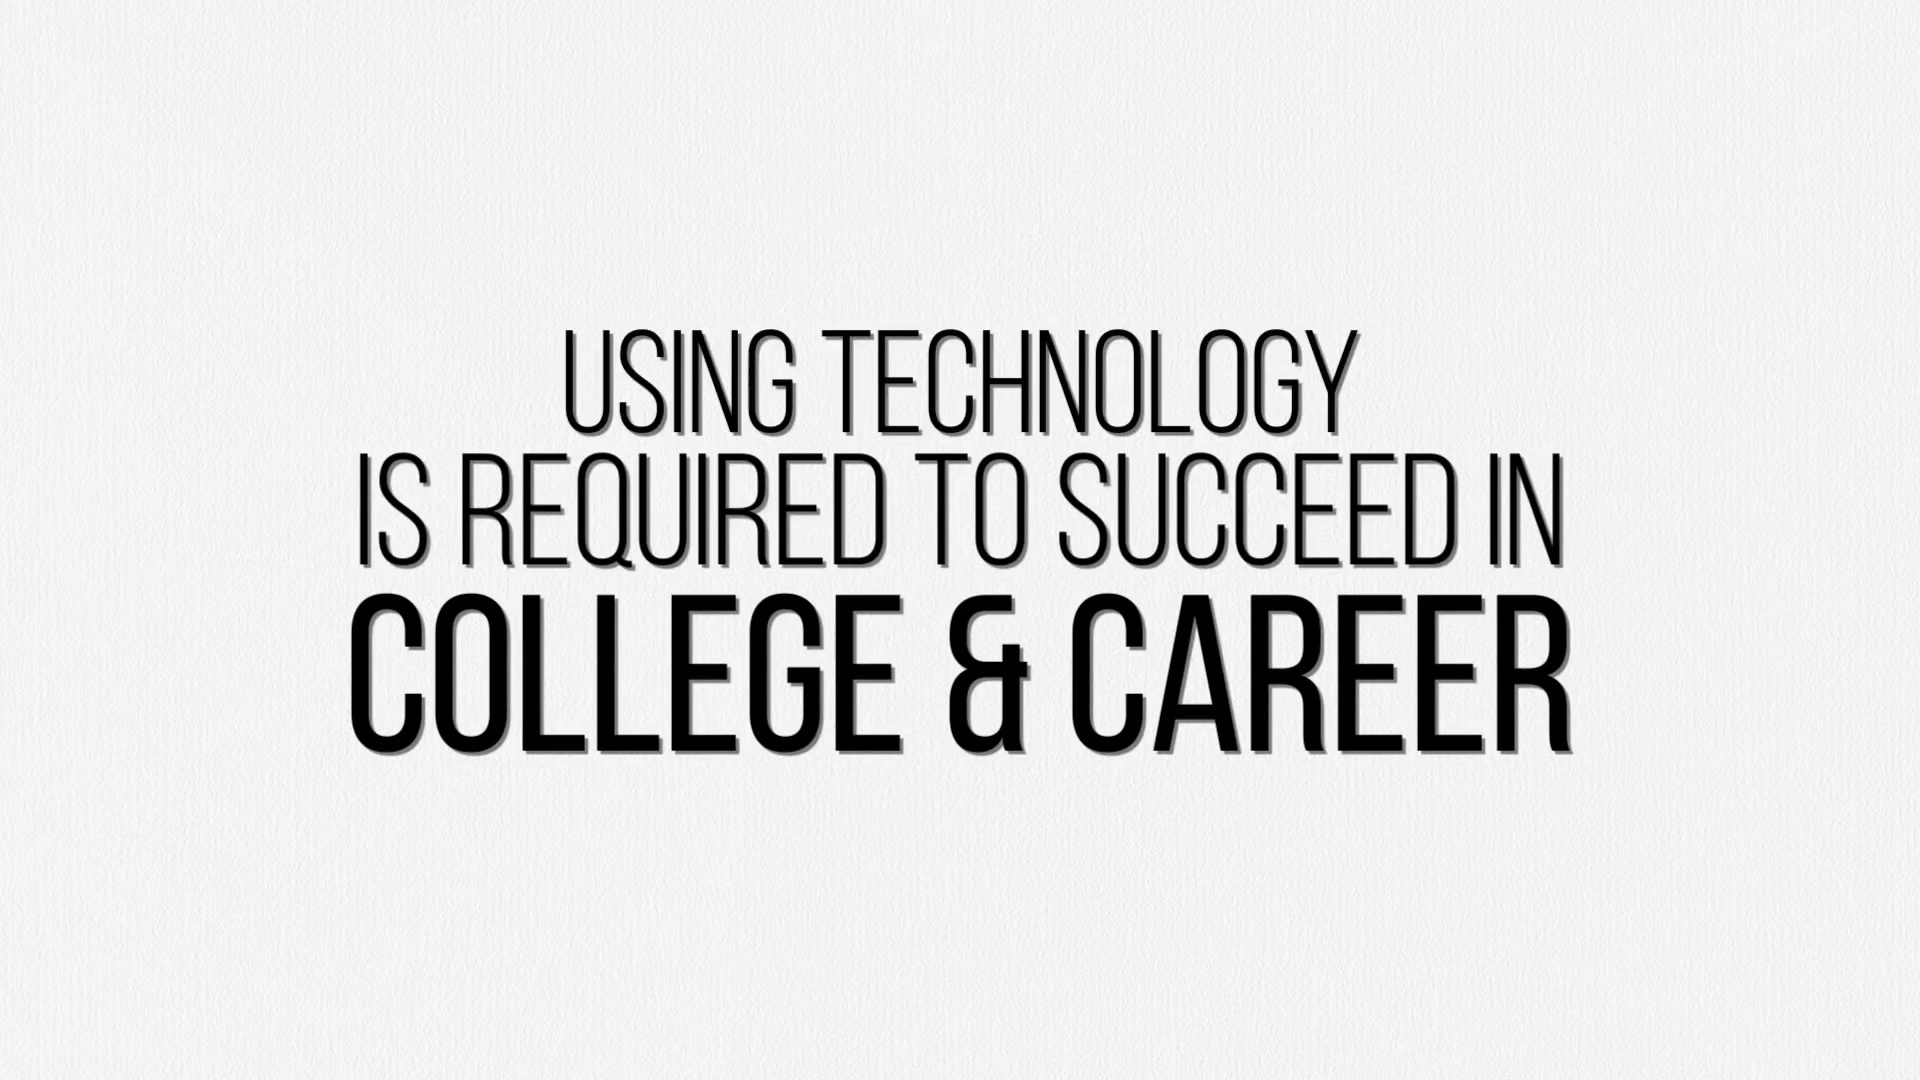 USING TECHNOLOGY
IS REQUIRED TO SUCCEED IN
COLLEGE & CAREER